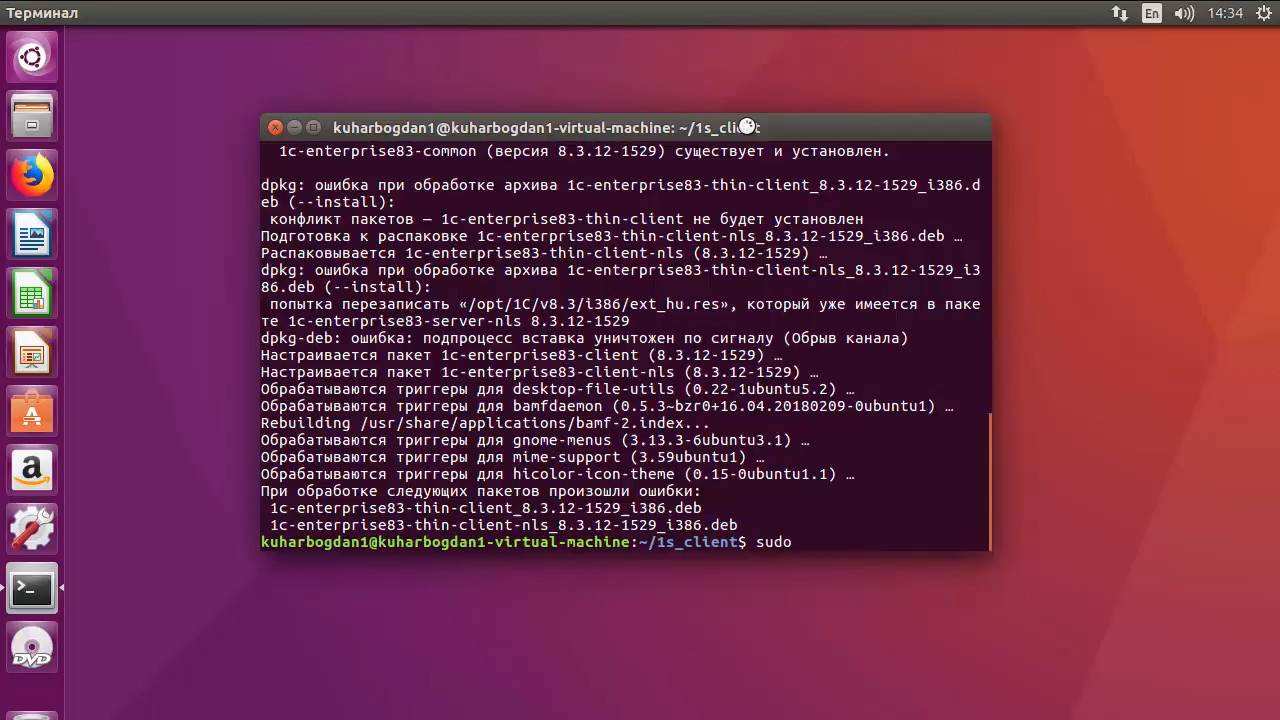 Терминал
En
14:34
kuharbogdan1@kuharbogdan1-virtual-machine: ~/1s_client
1c-enterprise83-common (версия 8.3.12-1529) существует и установлен.
dpkg: ошибка при обработке архива 1c-enterprise83-thin-client_8.3.12-1529_i386.d
eb (--install):
конфликт пакетов — 1c-enterprise83-thin-client не будет установлен
Подготовка к распаковке 1c-enterprise83-thin-client-nls_8.3.12-1529_i386.deb …
Распаковывается 1c-enterprise83-thin-client-nls (8.3.12-1529) …
dpkg: ошибка при обработке архива 1c-enterprise83-thin-client-nls_8.3.12-1529_i3
86.deb (--install):
попытка перезаписать «/opt/1C/v8.3/i386/ext_hu.res», который уже имеется в паке
те 1c-enterprise83-server-nls 8.3.12-1529
dpkg-deb: ошибка: подпроцесс вставка уничтожен по сигналу (Обрыв канала)
Настраивается пакет 1c-enterprise83-client (8.3.12-1529) …
Настраивается пакет 1c-enterprise83-client-nls (8.3.12-1529) …
Обрабатываются триггеры для desktop-file-utils (0.22-1ubuntu5.2) …
Обрабатываются триггеры для bamfdaemon (0.5.3~bzr0+16.04.20180209-0ubuntu1) …
Rebuilding /usr/share/applications/bamf-2.index...
Обрабатываются триггеры для gnome-menus (3.13.3-6ubuntu3.1) …
Обрабатываются триггеры для mime-support (3.59ubuntu1) …
Обрабатываются триггеры для hicolor-icon-theme (0.15-0ubuntu1.1) …
При обработке следующих пакетов произошли ошибки:
1c-enterprise83-thin-client_8.3.12-1529_i386.deb
1c-enterprise83-thin-client-nls_8.3.12-1529_i386.deb
kuharbogdan1@kuharbogdan1-virtual-machine:~/1s_client$ sudo
DVD